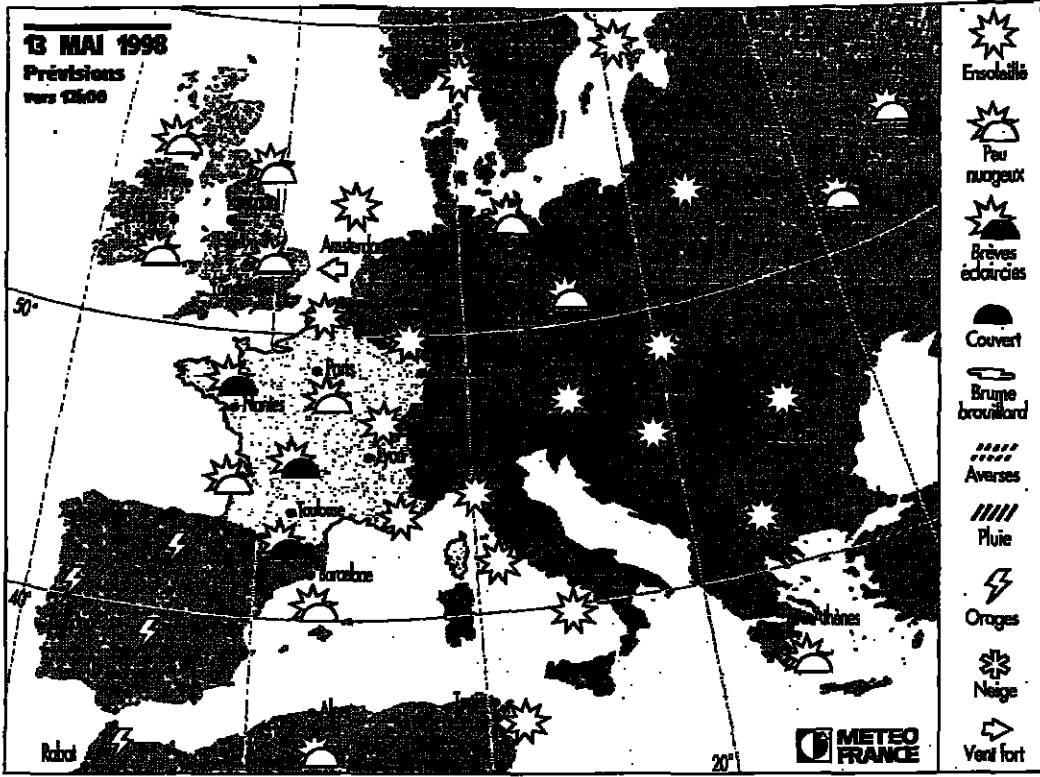 13 MAI 1998
Prévisions
vers 12h00
Amsterdam
50°
Paris
Nantes
Lyon
Toulouse
Barcelone
40°
Athènes
Rabat
20°
METEO
FRANCE
Ensoleillé
Peu
nuageux
Brèves
éclaircies
Couvert
Brume
brouillard
Averses
Pluie
Orages
Neige
Vent fort